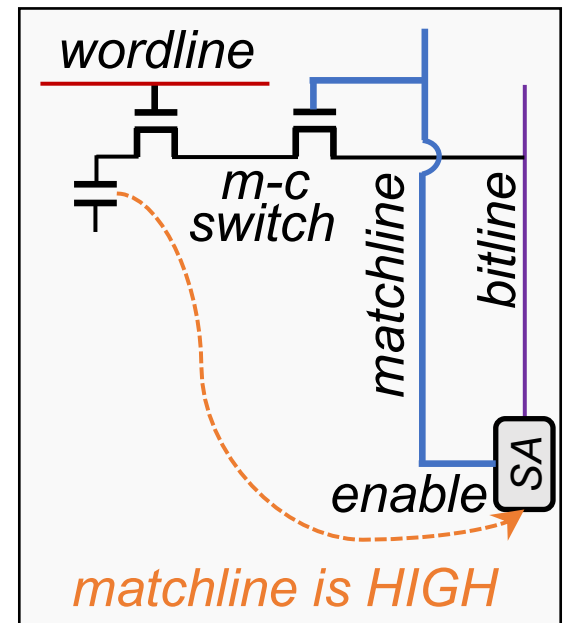 wordline
m-c
switch
matchline
bitline
SA
enable
matchline is HIGH